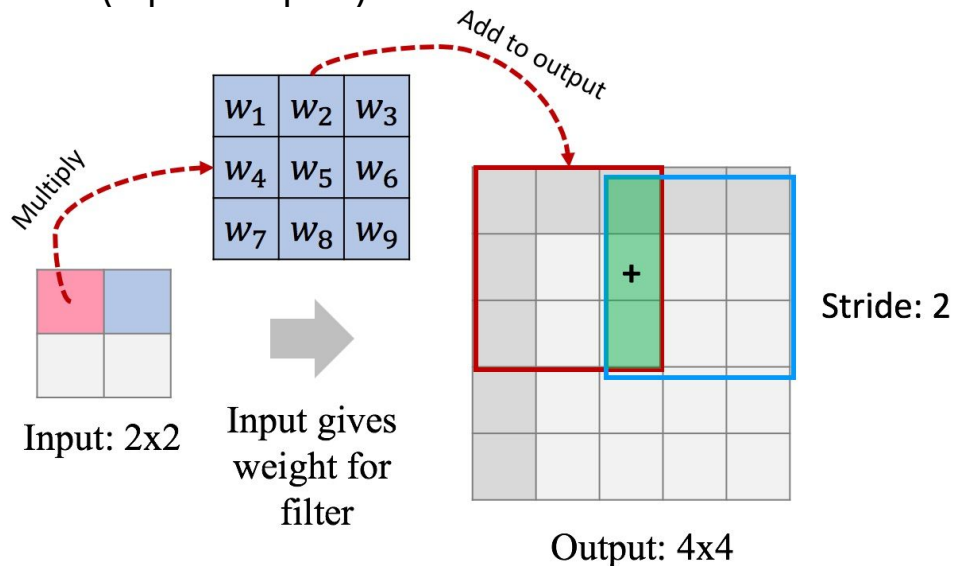 Add to output
w1 w2 w3
w4 w5 w6
w7 w8 w9
Multiply
+
Stride: 2
Input: 2x2
Input gives
weight for
filter
Output: 4x4